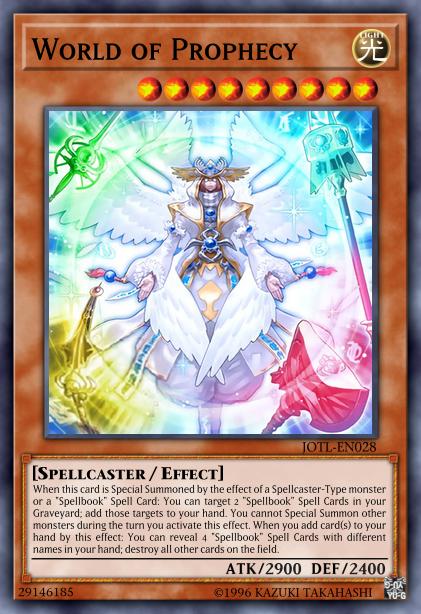 WORLD OF PROPHECY
LIGHT
光
JOTL-EN028
[SPELLCASTER / EFFECT]
When this card is Special Summoned by the effect of a Spellcaster-Type monster
or a "Spellbook" Spell Card: You can target 2 "Spellbook" Spell Cards in your
Graveyard; add those targets to your hand. You cannot Special Summon other
monsters during the turn you activate this effect. When you add card(s) to your
hand by this effect: You can reveal 4 "Spellbook" Spell Cards with different
names in your hand; destroy all other cards on the field.
ATK/2900 DEF/2400
29146185
©1996 KAZUKI TAKAHASHI